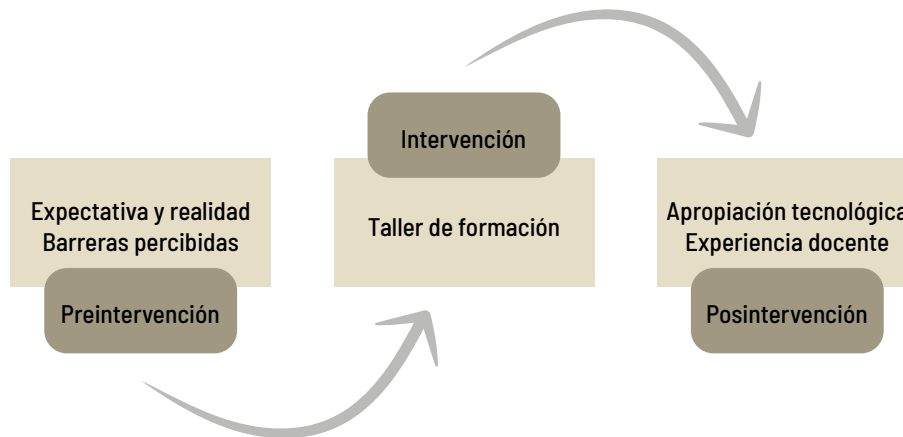 Expectativa y realidad
Barreras percibidas
Preintervención
Intervención
Taller de formación
Apropiación tecnológica
Experiencia docente
Posintervención